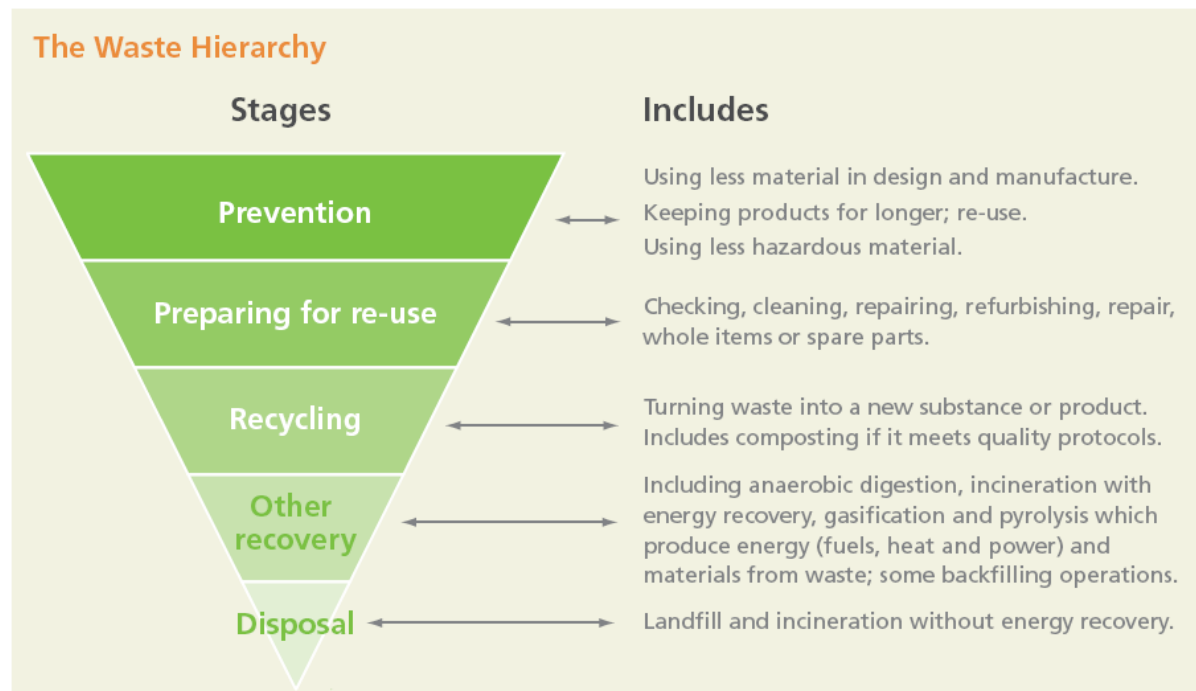 The Waste Hierarchy
Stages
Includes
Prevention
Using less material in design and manufacture.
Keeping products for longer; re-use.
Using less hazardous material.
Preparing for re-use
Checking, cleaning, repairing, refurbishing, repair,
whole items or spare parts.
Recycling
Turning waste into a new substance or product.
Includes composting if it meets quality protocols.
Other
recovery
Including anaerobic digestion, incineration with
energy recovery, gasification and pyrolysis which
produce energy (fuels, heat and power) and
materials from waste; some backfilling operations.
Disposal
Landfill and incineration without energy recovery.